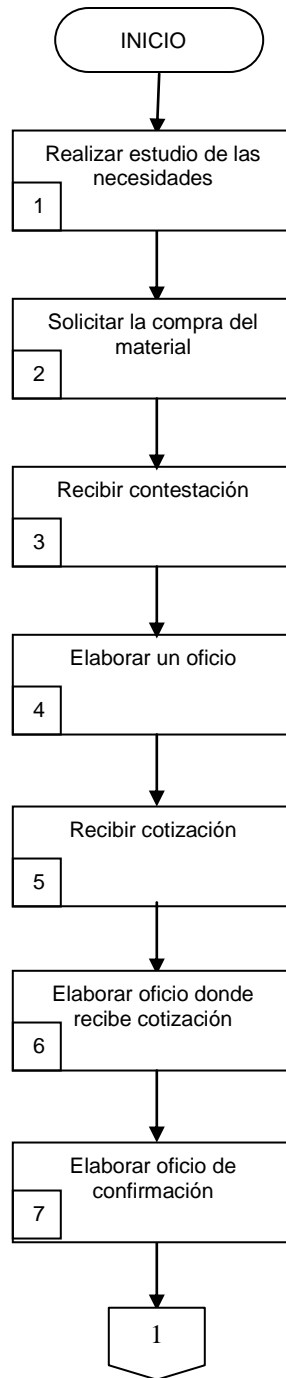 INICIO
Realizar estudio de las
necesidades
1
Solicitar la compra del
material
2
Recibir contestación
3
Elaborar un oficio
4
Recibir cotización
5
Elaborar oficio donde
recibe cotización
6
Elaborar oficio de
confirmación
7
1